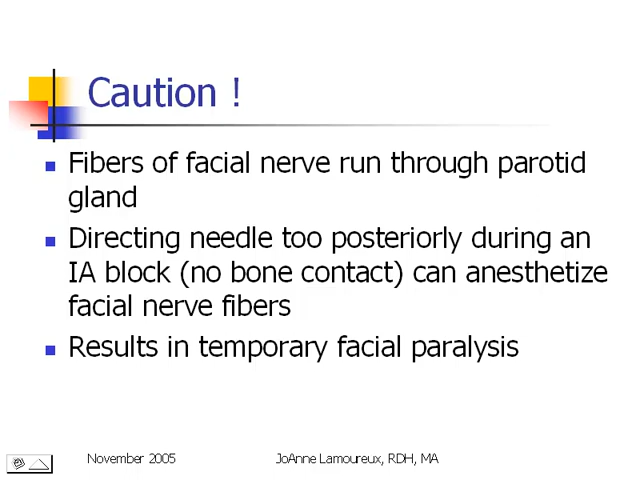 Caution !
Fibers of facial nerve run through parotid
gland
Directing needle too posteriorly during an
IA block (no bone contact) can anesthetize
facial nerve fibers
Results in temporary facial paralysis
November 2005
JoAnne Lamoureux, RDH, MA